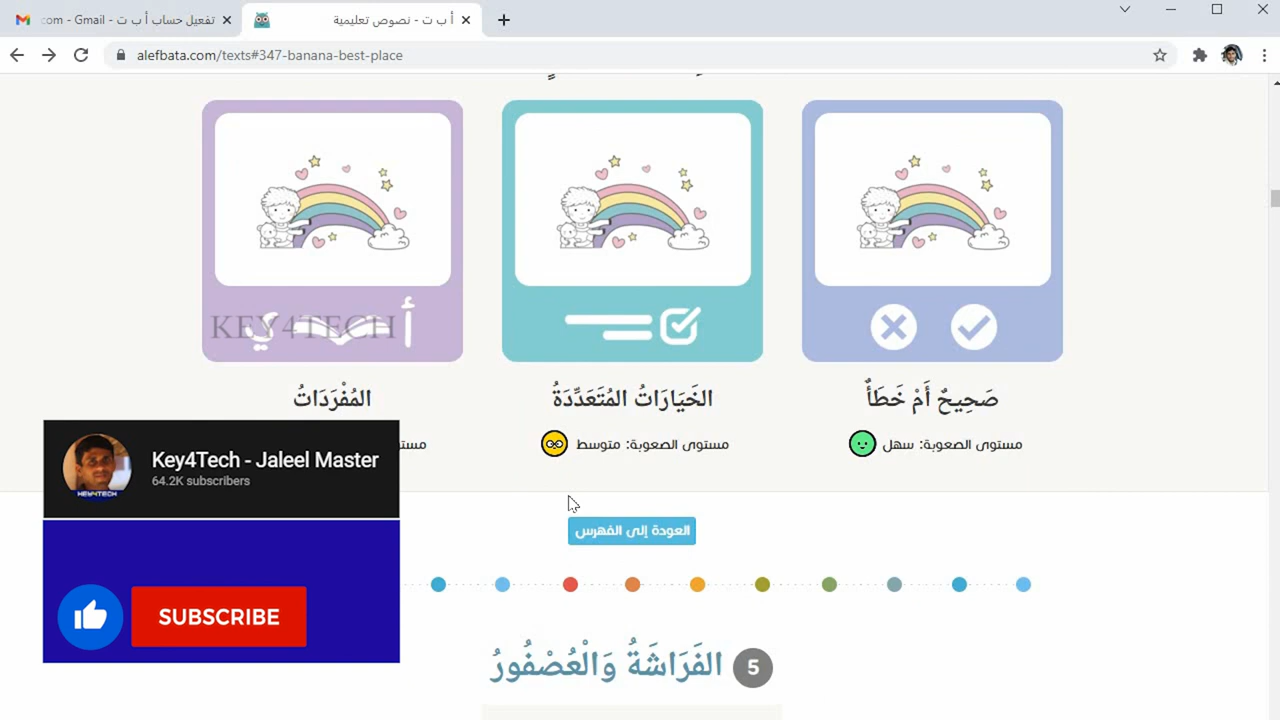 تفعيل حساب أ ب ت - com - Gmail
أ ب ت - نصوص تعليمية
alefbata.com/texts#347-banana-best-place
أ ي
KEY4TECH
صَحِيحٌ أَمْ خَطَأٌ
الخَيَارَاتُ المُتَعَدِّدَةُ
المُفْرَدَاتُ
مستوى الصعوبة: سهل
مستوى الصعوبة: متوسط
Key4Tech - Jaleel Master
64.2K subscribers
KEY4TECH
العودة إلى الفهرس
SUBSCRIBE
5 الفَرَاشَةُ وَالْعُصْفُورُ